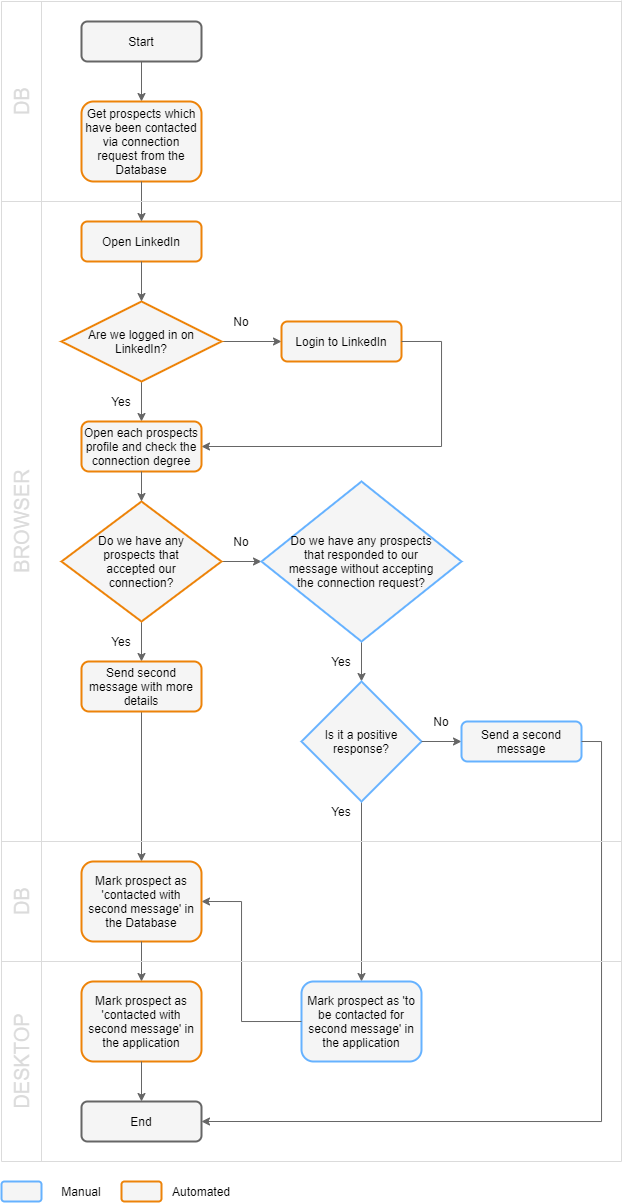 DB
Start
Get prospects which
have been contacted
via connection
request from the
Database
BROWSER
Open LinkedIn
Are we logged in on
LinkedIn?
No
Login to LinkedIn
Yes
Open each prospects
profile and check the
connection degree
Do we have any
prospects that
accepted our
connection?
No
Do we have any prospects
that responded to our
message without accepting
the connection request?
Yes
Send second
message with more
details
Yes
Is it a positive
response?
No
Send a second
message
Yes
DB
Mark prospect as
'contacted with
second message' in
the Database
DESKTOP
Mark prospect as
'contacted with
second message' in
the application
Mark prospect as 'to
be contacted for
second message' in
the application
End
Manual
Automated